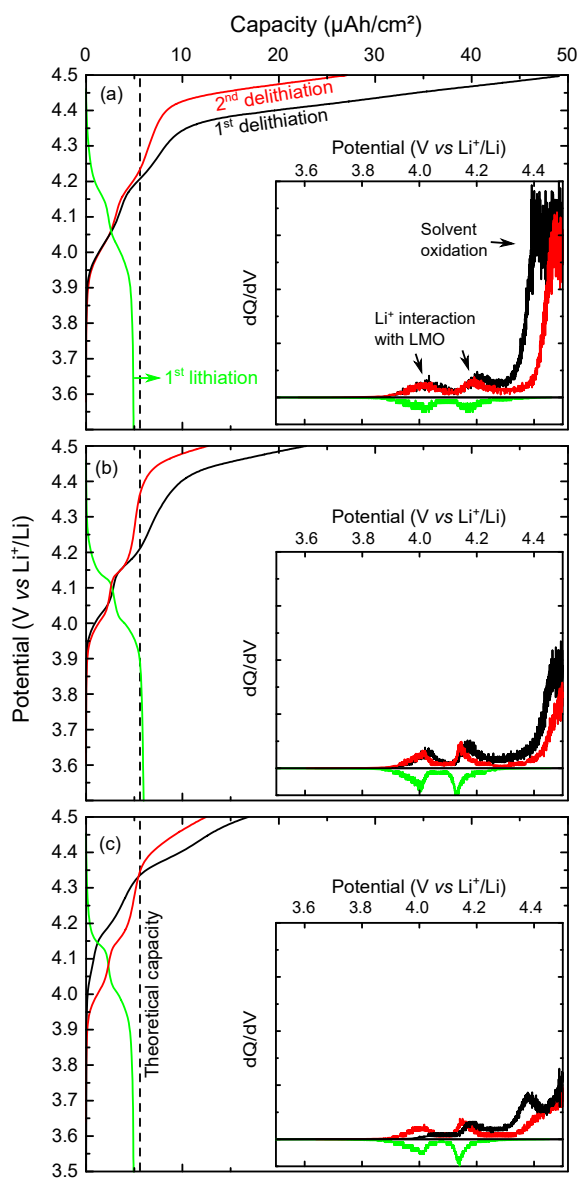 Capacity (µAh/cm²)
0 10 20 30 40 50
4.5
4.4
4.3
4.2
4.1
4.0
3.9
3.8
3.7
3.6
(a)
2nd delithiation
1st delithiation
1st lithiation
Potential (V vs Li+/Li)
3.6 3.8 4.0 4.2 4.4
dQ/dV
Solvent
oxidation
Li+ interaction
with LMO
Potential (V vs Li+/Li)
4.5
4.4
4.3
4.2
4.1
4.0
3.9
3.8
3.7
3.6
(b)
Potential (V vs Li+/Li)
3.6 3.8 4.0 4.2 4.4
dQ/dV
4.5
4.4
4.3
4.2
4.1
4.0
3.9
3.8
3.7
3.6
3.5
(c)
Theoretical capacity
Potential (V vs Li+/Li)
3.6 3.8 4.0 4.2 4.4
dQ/dV